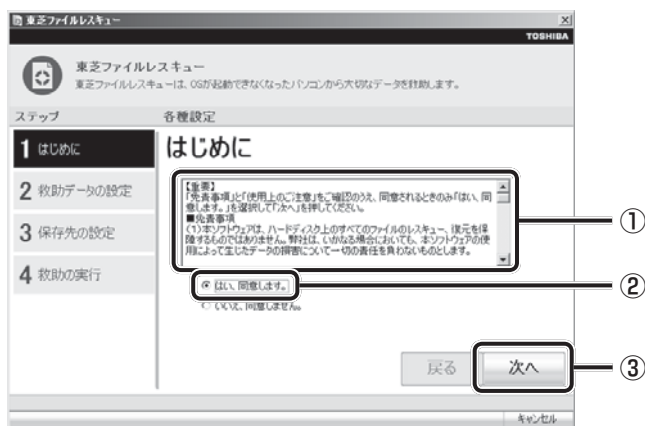 東芝ファイルレスキュー
TOSHIBA
東芝ファイルレスキュー
東芝ファイルレスキューは、OSが起動できなくなったパソコンから大切なデータを救助します。
ステップ
各種設定
1 はじめに
2 救助データの設定
3 保存先の設定
4 救助の実行
はじめに
【重要】
「免責事項」と「使用上のご注意」をご確認のうえ、同意されるときのみ「はい、同
意します。」を選択して「次へ」を押してください。
■免責事項
(1)本ソフトウェアは、ハードディスク上のすべてのファイルのレスキュー、復元を保
障するものではありません。弊社は、いかなる場合においても、本ソフトウェアの使
用によって生じたデータの損害について一切の責任を負わないものとします。
①
はい、同意します。
②
いいえ、同意しません。
戻る
次へ
③
キャンセル